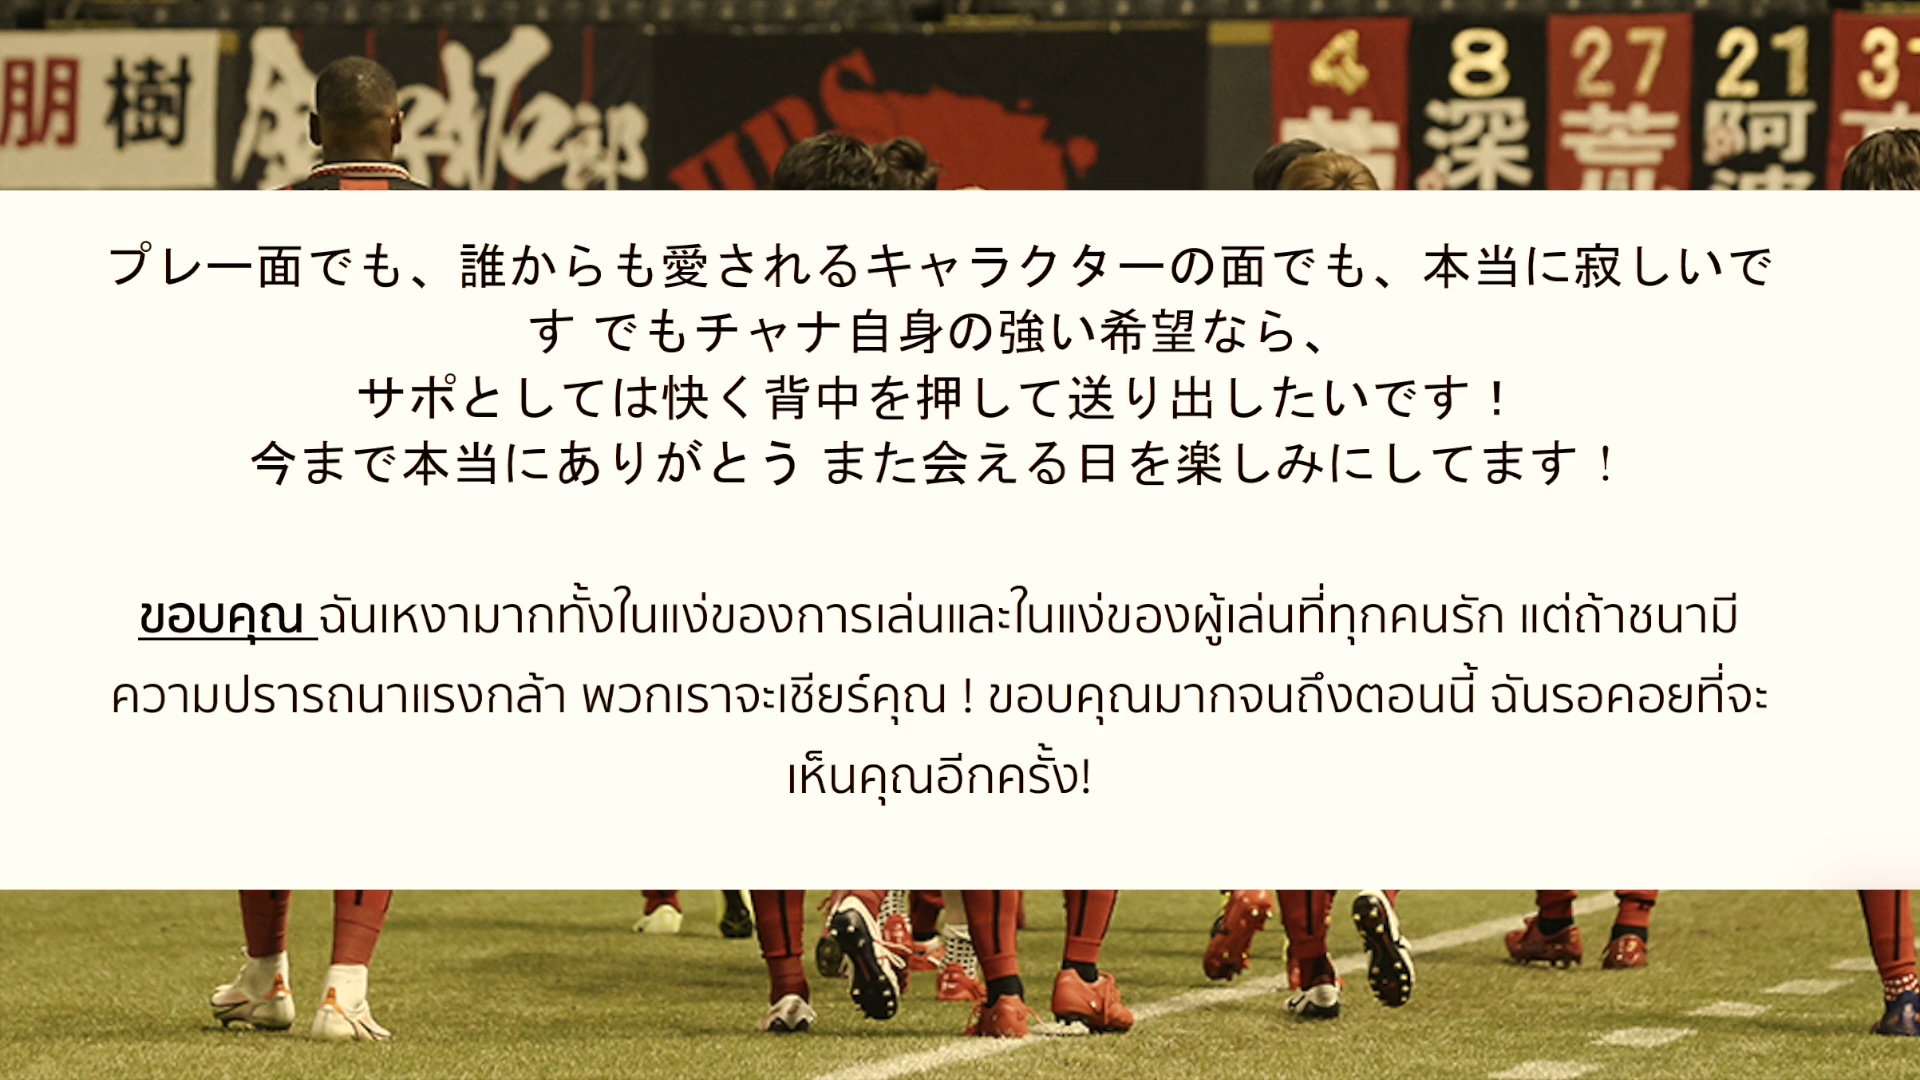 朋樹
4 8 27 21
深 荒 阿
プレー面でも、誰からも愛されるキャラクターの面でも、本当に寂しいで
す でもチャナ自身の強い希望なら、
サポとしては快く背中を押して送り出したいです！
今まで本当にありがとう また会える日を楽しみにしてます！
ขอบคุณ ฉันเหงามากทั้งในแง่ของการเล่นและในแง่ของผู้เล่นที่ทุกคนรัก แต่ถ้าชนามี
ความปรารถนาแรงกล้า พวกเราจะเชียร์คุณ ! ขอบคุณมากจนถึงตอนนี้ ฉันรอคอยที่จะ
เห็นคุณอีกครั้ง!